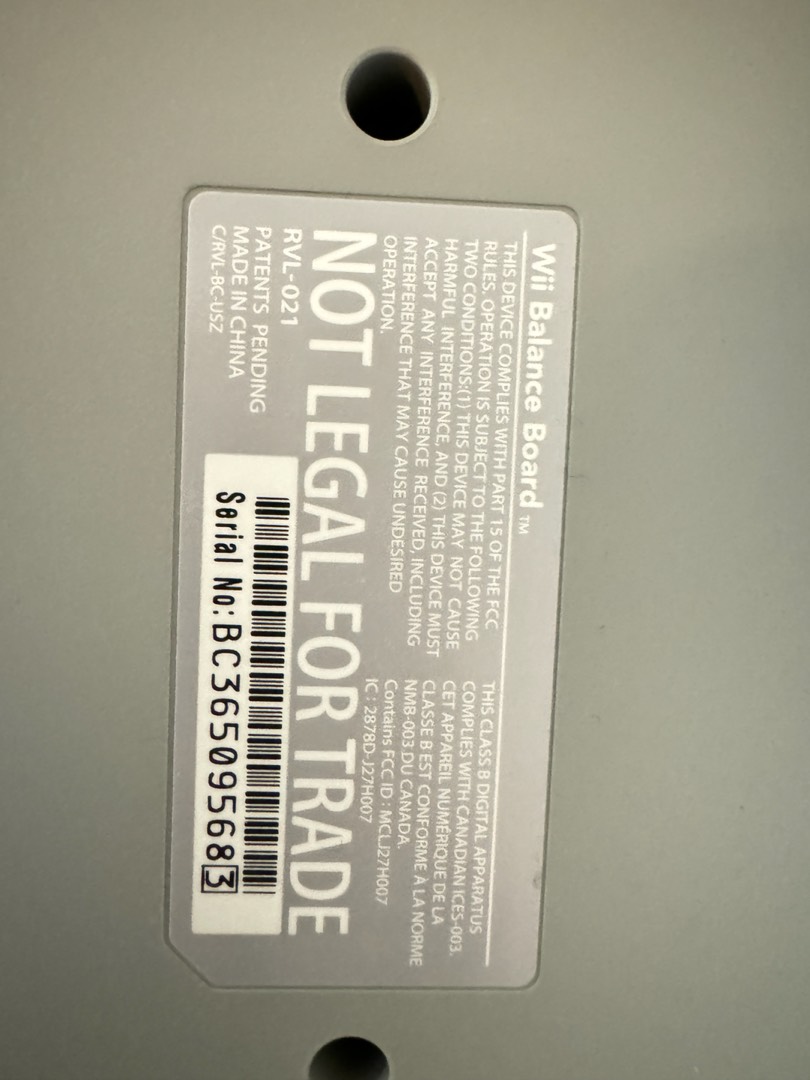 Wii Balance Board™
THIS DEVICE COMPLIES WITH PART 15 OF THE FCC
RULES. OPERATION IS SUBJECT TO THE FOLLOWING
TWO CONDITIONS:(1) THIS DEVICE MAY NOT CAUSE
HARMFUL INTERFERENCE, AND (2) THIS DEVICE MUST
ACCEPT ANY INTERFERENCE RECEIVED, INCLUDING
INTERFERENCE THAT MAY CAUSE UNDESIRED
OPERATION.
THIS CLASS B DIGITAL APPARATUS
COMPLIES WITH CANADIAN ICES-003.
CET APPAREIL NUMÉRIQUE DE LA
CLASSE B EST CONFORME À LA NORME
NMB-003 DU CANADA.
Contains FCC ID : MCLJ27H007
IC : 2878D-J27H007
NOT LEGAL FOR TRADE
RVL-021
PATENTS PENDING
MADE IN CHINA
C/RVL-BC-USZ
Serial No:BC365095683